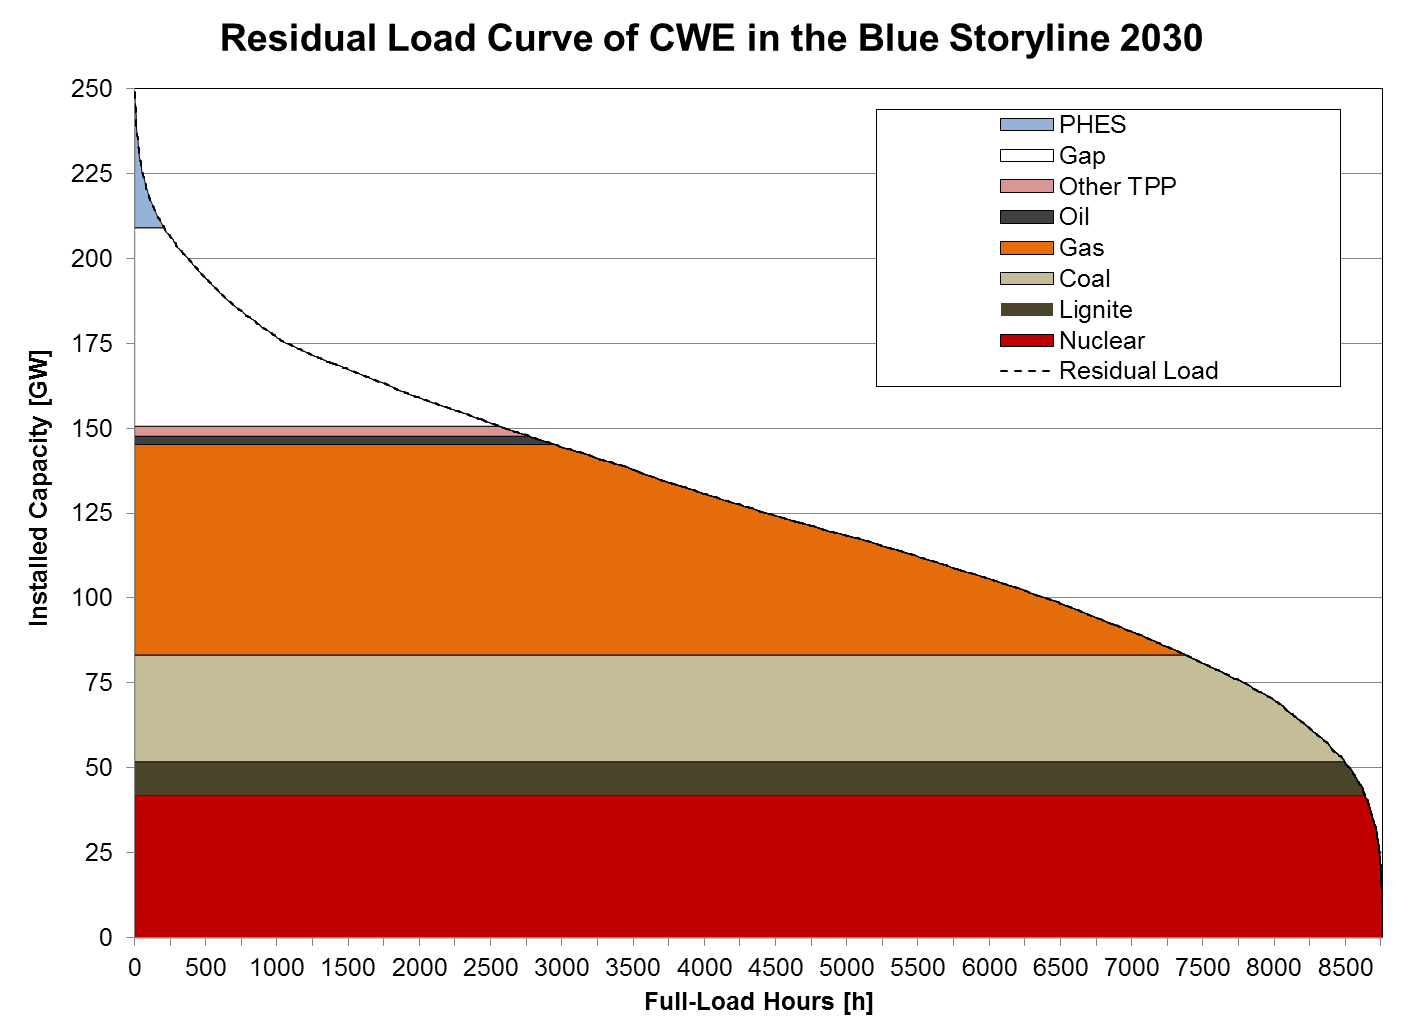 Residual Load Curve of CWE in the Blue Storyline 2030
250
225
200
175
150
125
100
75
50
25
0
Installed Capacity [GW]
PHES
Gap
Other TPP
Oil
Gas
Coal
Lignite
Nuclear
Residual Load
0 500 1000 1500 2000 2500 3000 3500 4000 4500 5000 5500 6000 6500 7000 7500 8000 8500
Full-Load Hours [h]